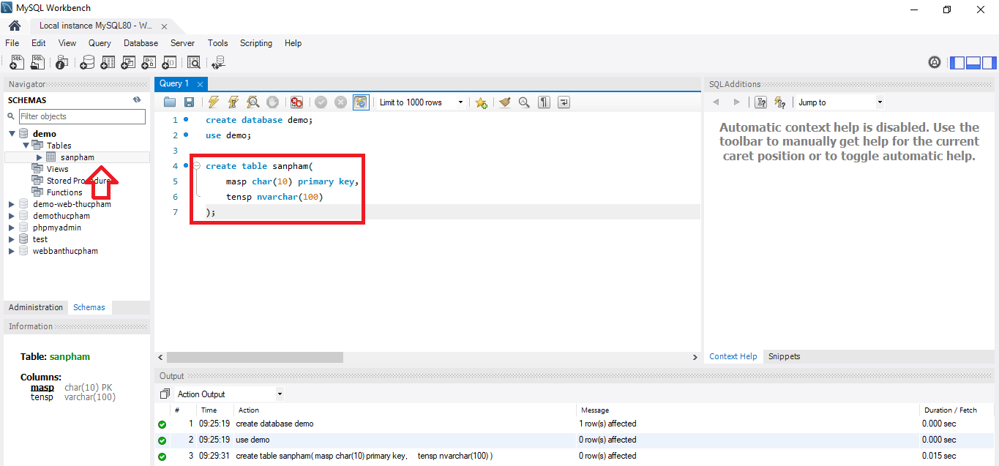 MySQL Workbench
Local instance MySQL80 - W...
File Edit View Query Database Server Tools Scripting Help
Navigator
SCHEMAS
Filter objects
demo
Tables
sanpham
Views
Stored Procedures
Functions
demo-web-thucpham
demothucpham
phpmyadmin
test
webbanthucpham
Administration Schemas
Information
Table: sanpham
Columns:
masp char(10) PK
tensp varchar(100)
Query 1
Limit to 1000 rows
1 create database demo;
2 use demo;
3
4 create table sanpham(
5 masp char(10) primary key,
6 tensp nvarchar(100)
7 );
SQLAdditions
Jump to
Automatic context help is disabled. Use the
toolbar to manually get help for the current
caret position or to toggle automatic help.
Context Help Snippets
Output
Action Output
# Time Action Message Duration / Fetch
1 09:25:19 create database demo 1 row(s) affected 0.000 sec
2 09:25:19 use demo 0 row(s) affected 0.000 sec
3 09:29:31 create table sanpham( masp char(10) primary key, tensp nvarchar(100) ) 0 row(s) affected 0.015 sec